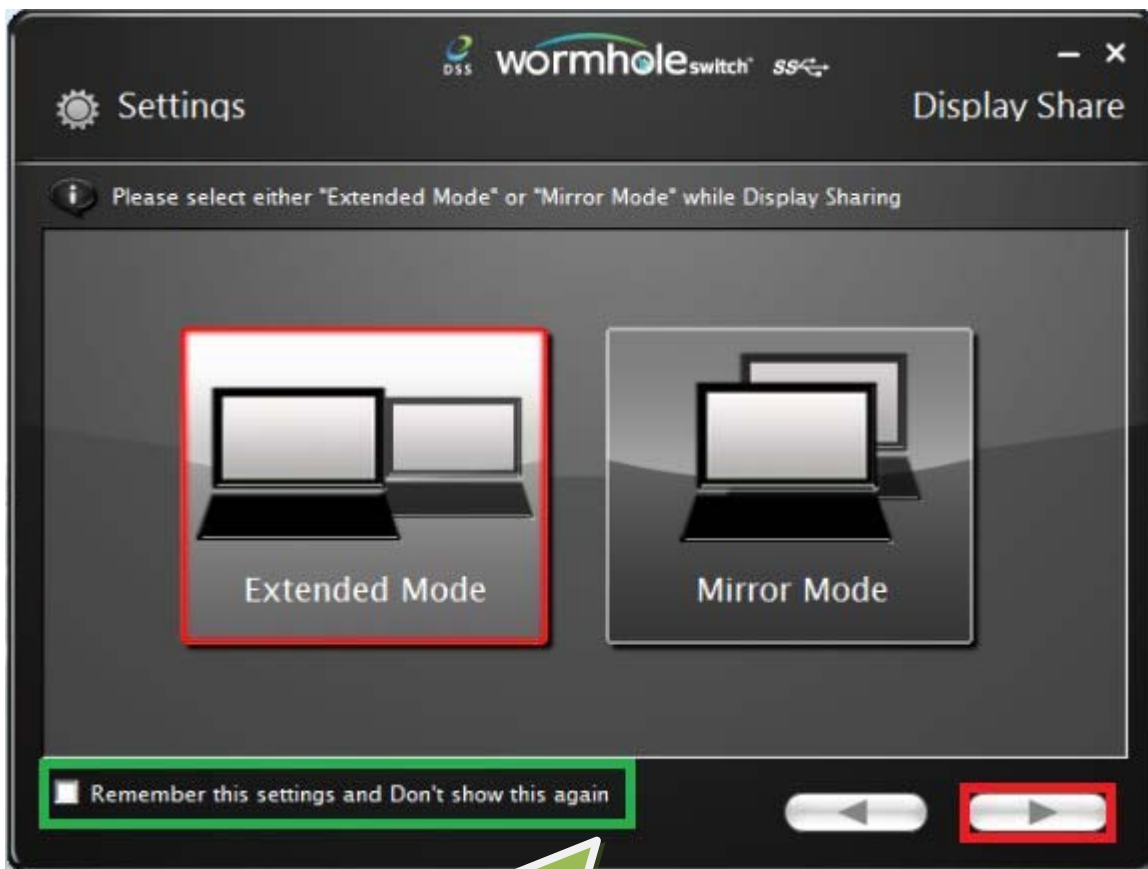 DSS wormhole switch SS
Settings
Display Share
Please select either "Extended Mode" or "Mirror Mode" while Display Sharing
Extended Mode
Mirror Mode
Remember this settings and Don't show this again